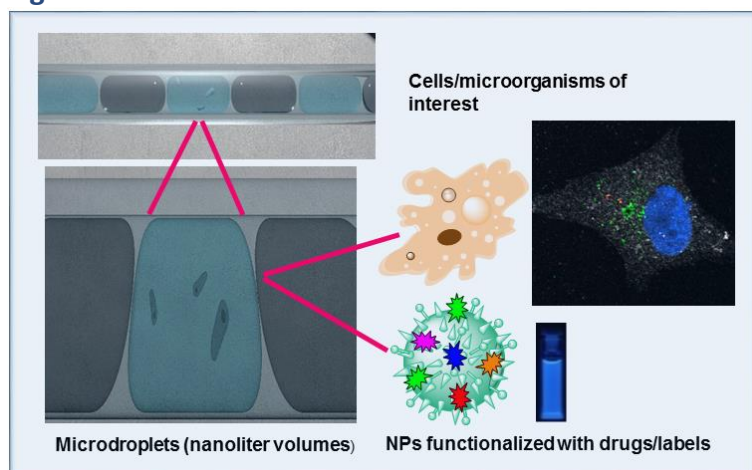 Cells/microorganisms of
interest
Microdroplets (nanoliter volumes)
NPs functionalized with drugs/labels